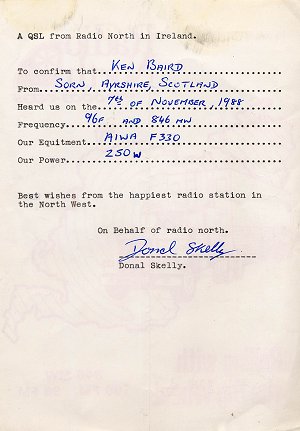 A QSL from Radio North in Ireland.
To confirm that KEN BAIRD
From SORN, AYRSHIRE, SCOTLAND
Heard us on the 7th OF NOVEMBER, 1988
Frequency 96F AND 846 MW
Our Equitment AIWA F330
Our Power 250W
Best wishes from the happiest radio station in
the North West.
On Behalf of radio north.
Donal Skelly
Donal Skelly.